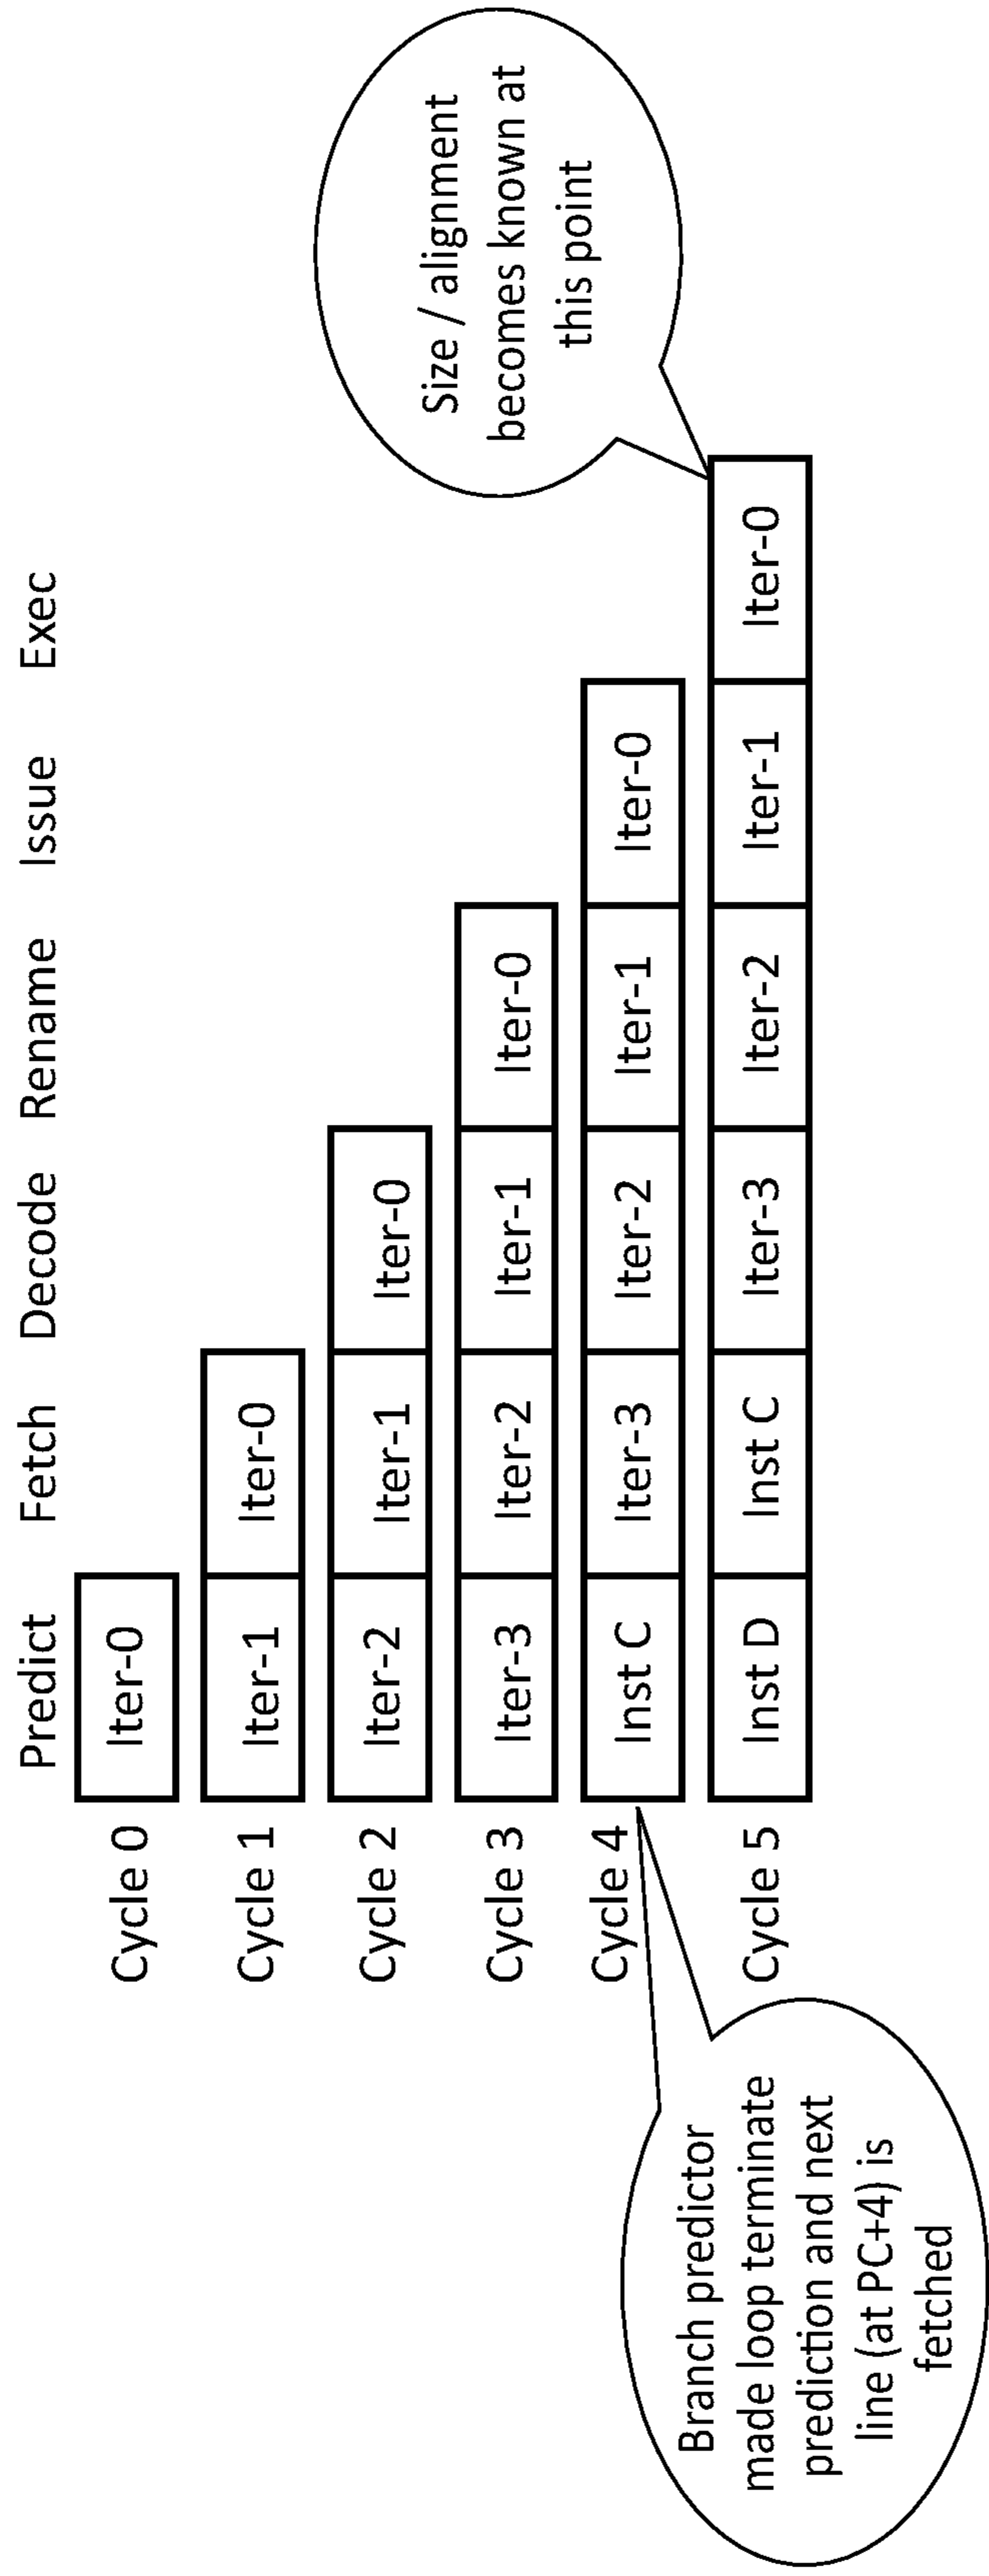 Predict Fetch Decode Rename Issue Exec
Cycle 0 Iter-0
Cycle 1 Iter-1 Iter-0
Cycle 2 Iter-2 Iter-1 Iter-0
Cycle 3 Iter-3 Iter-2 Iter-1 Iter-0
Cycle 4 Inst C Iter-3 Iter-2 Iter-1 Iter-0
Cycle 5 Inst D Inst C Iter-3 Iter-2 Iter-1 Iter-0
Size / alignment
becomes known at
this point
Branch predictor
made loop terminate
prediction and next
line (at PC+4) is
fetched